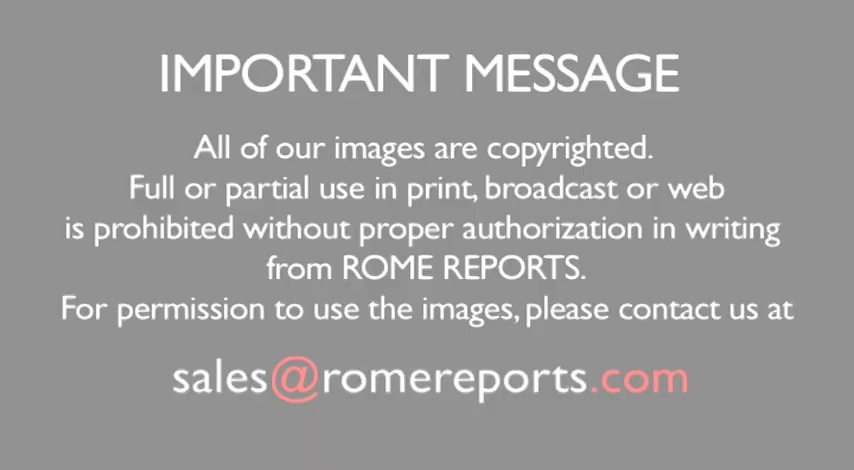 IMPORTANT MESSAGE
All of our images are copyrighted.
Full or partial use in print, broadcast or web
is prohibited without proper authorization in writing
from ROME REPORTS.
For permission to use the images, please contact us at
sales@romereports.com